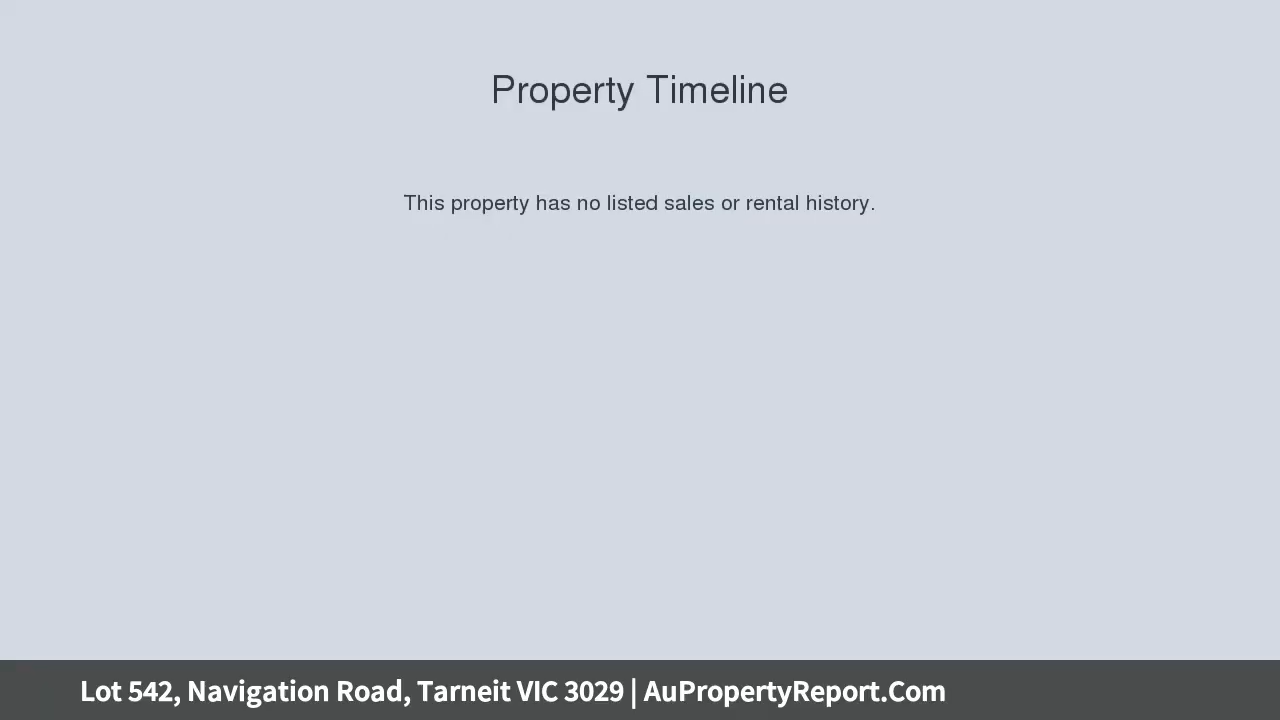 Property Timeline
This property has no listed sales or rental history.
Lot 542, Navigation Road, Tarneit VIC 3029 | AuPropertyReport.Com